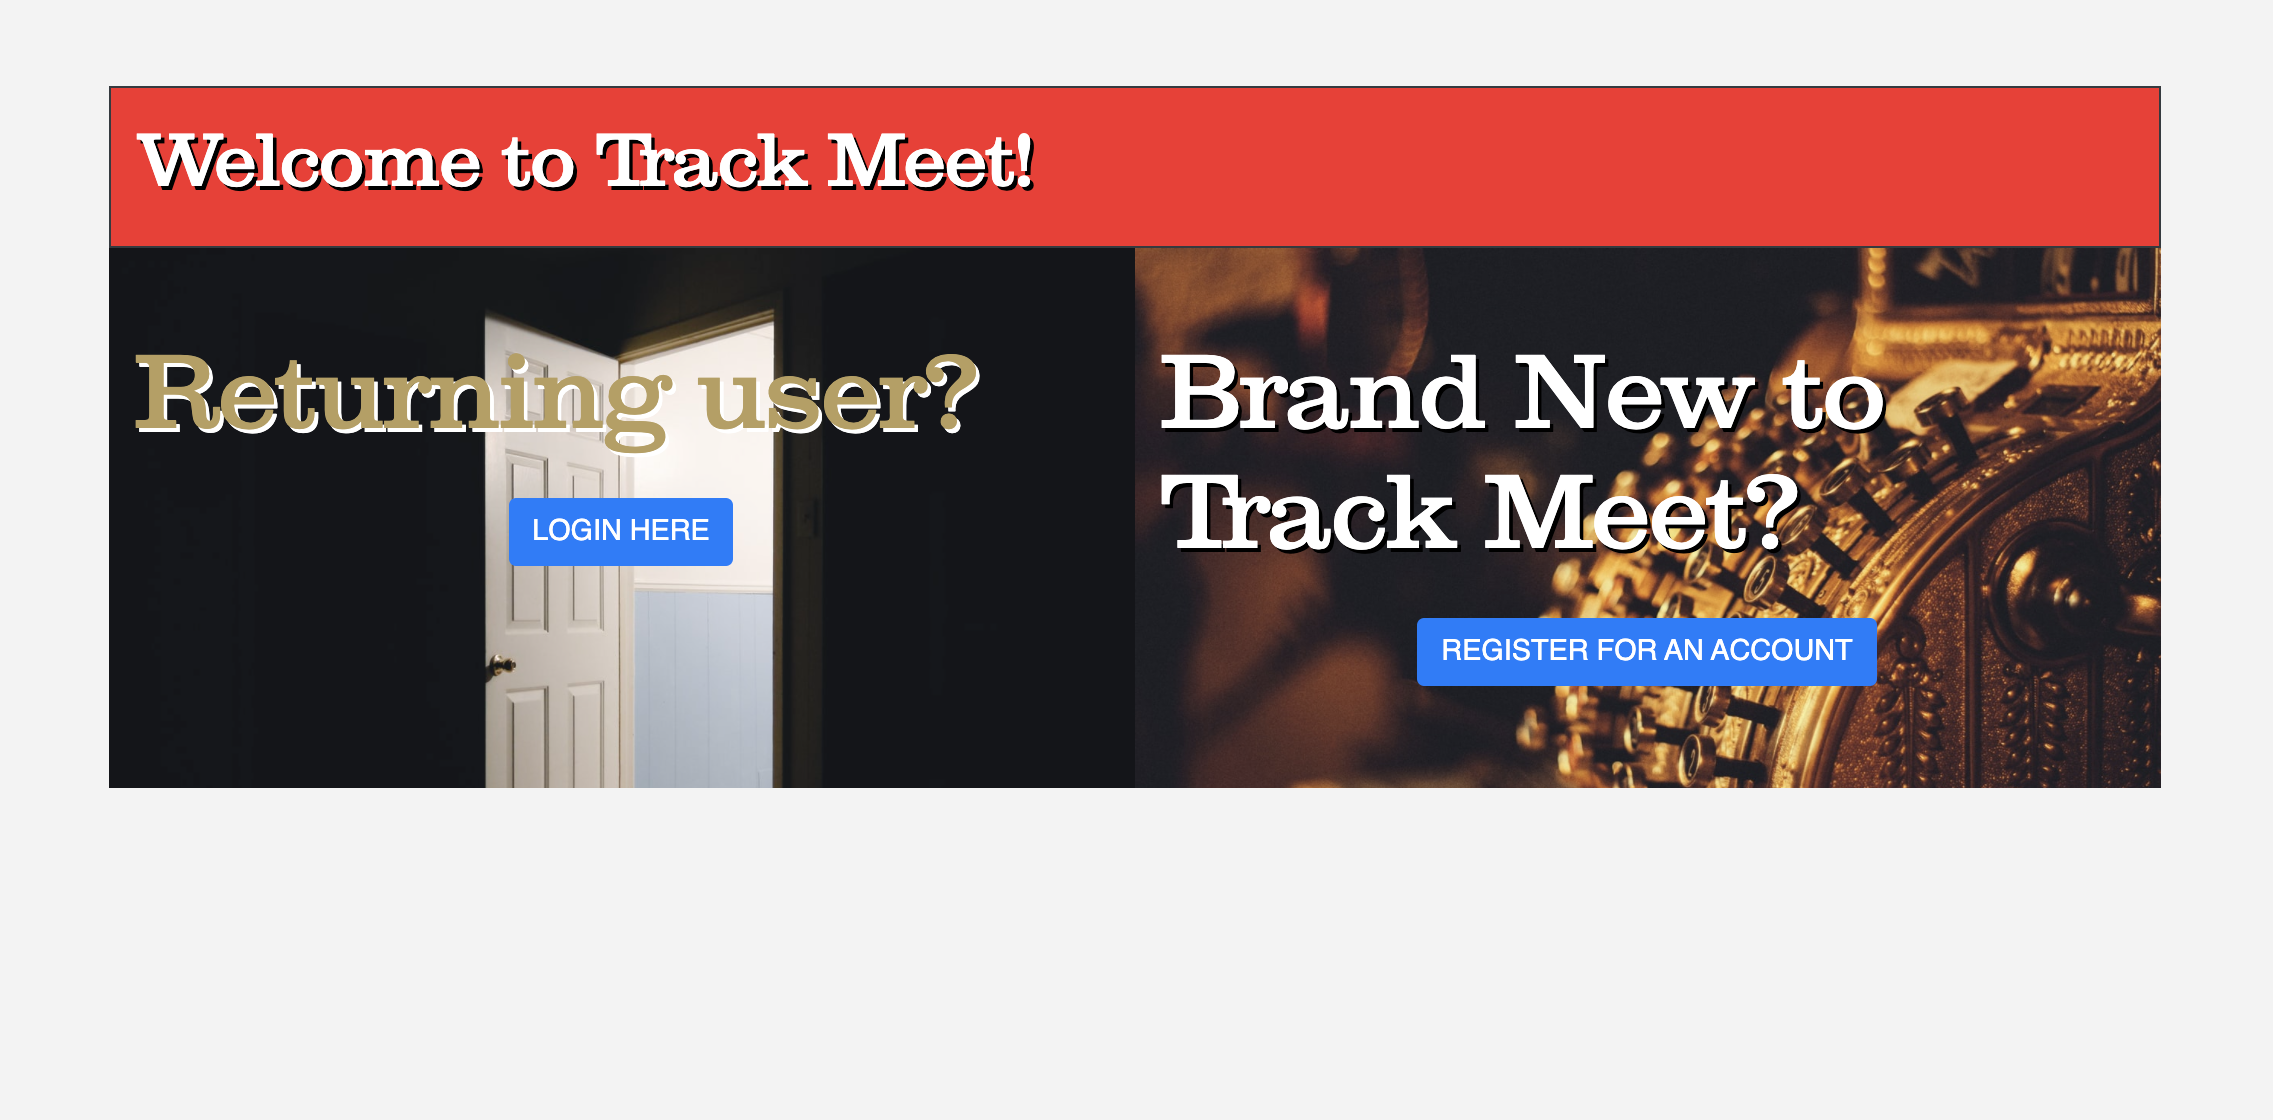 Welcome to Track Meet!
Returning user?
LOGIN HERE
Brand New to
Track Meet?
REGISTER FOR AN ACCOUNT